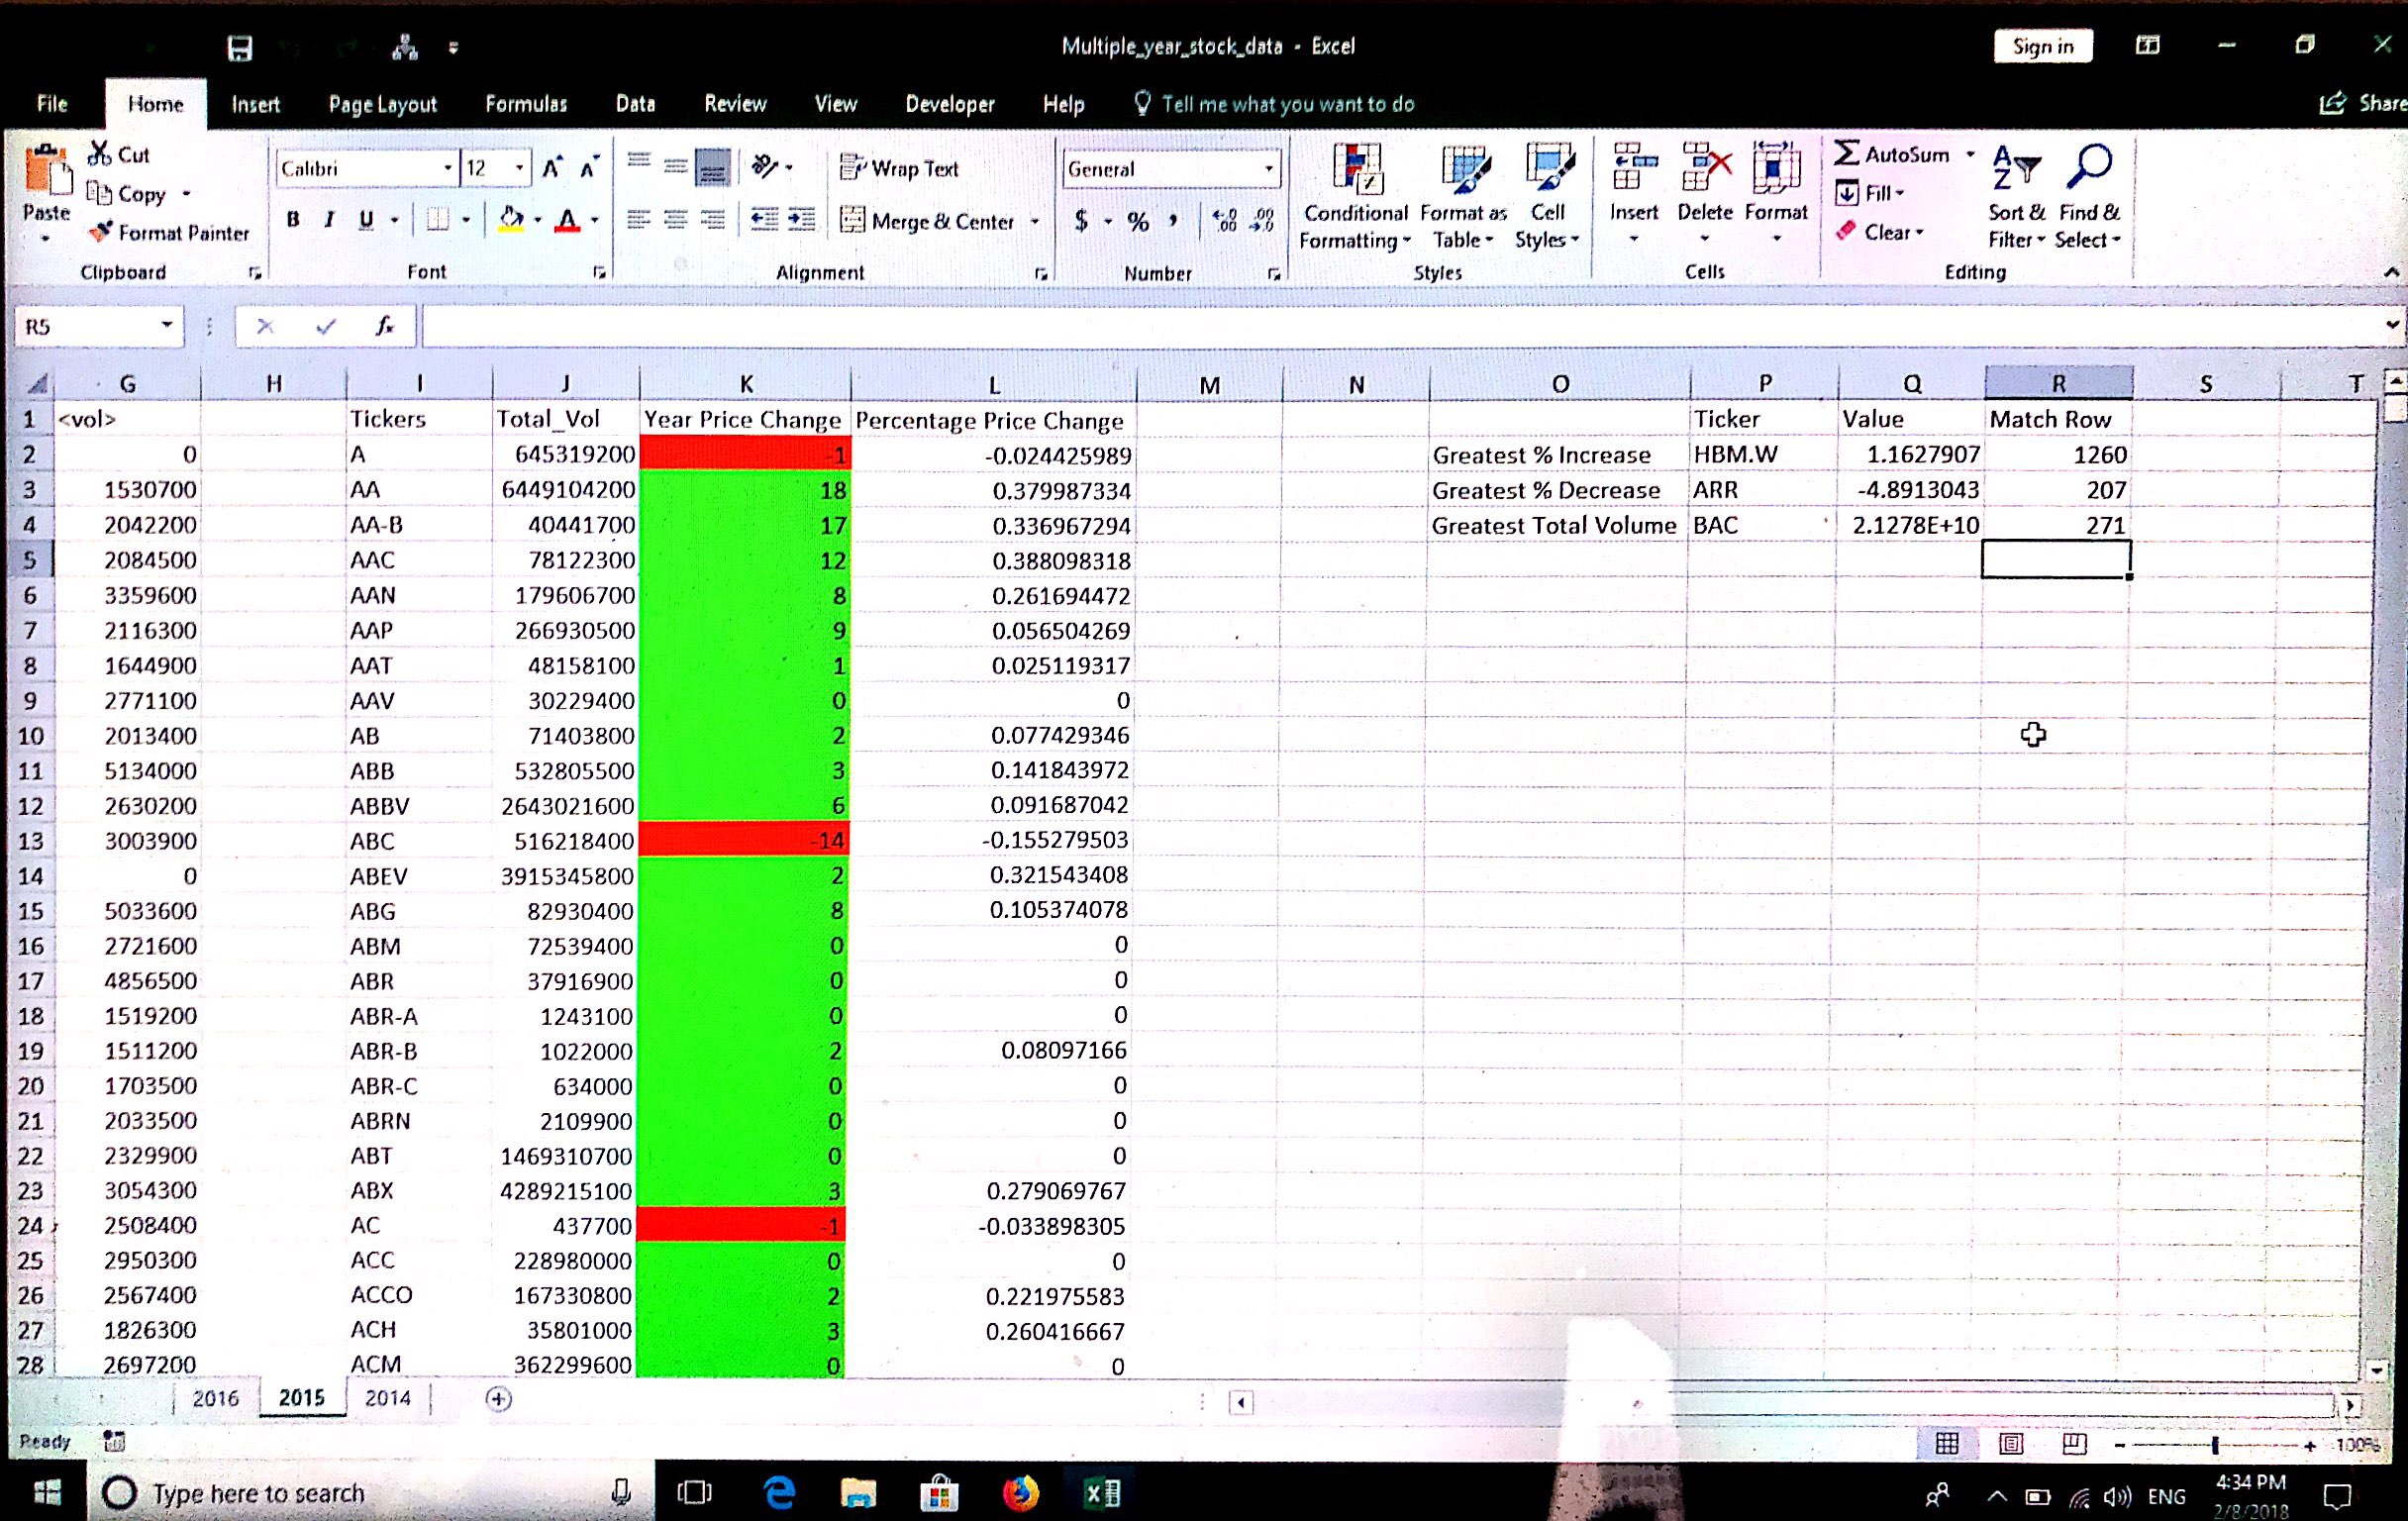 Multiple_year_stock_data - Excel
Sign in
File Home Insert Page Layout Formulas Data Review View Developer Help Tell me what you want to do Share
Paste
Cut
Copy
Format Painter
Clipboard
Calibri 12
B I U
Font
Wrap Text
Merge & Center
Alignment
General
$ % ,
Number
Conditional Formatting
Format as Table
Cell Styles
Styles
Insert Delete Format
Cells
AutoSum
Fill
Clear
Sort & Filter
Find & Select
Editing
R5 fx
G H I J K L M N O P Q R S T
1 <vol> Tickers Total_Vol Year Price Change Percentage Price Change Ticker Value Match Row
2 0 A 645319200 -1 -0.024425989 Greatest % Increase HBM.W 1.1627907 1260
3 1530700 AA 6449104200 18 0.379987334 Greatest % Decrease ARR -4.8913043 207
4 2042200 AA-B 40441700 17 0.336967294 Greatest Total Volume BAC 2.1278E+10 271
5 2084500 AAC 78122300 12 0.388098318
6 3359600 AAN 179606700 8 0.261694472
7 2116300 AAP 266930500 9 0.056504269
8 1644900 AAT 48158100 1 0.025119317
9 2771100 AAV 30229400 0 0
10 2013400 AB 71403800 2 0.077429346
11 5134000 ABB 532805500 3 0.141843972
12 2630200 ABBV 2643021600 6 0.091687042
13 3003900 ABC 516218400 -14 -0.155279503
14 0 ABEV 3915345800 2 0.321543408
15 5033600 ABG 82930400 8 0.105374078
16 2721600 ABM 72539400 0 0
17 4856500 ABR 37916900 0 0
18 1519200 ABR-A 1243100 0 0
19 1511200 ABR-B 1022000 2 0.08097166
20 1703500 ABR-C 634000 0 0
21 2033500 ABRN 2109900 0 0
22 2329900 ABT 1469310700 0 0
23 3054300 ABX 4289215100 3 0.279069767
24 2508400 AC 437700 -1 -0.033898305
25 2950300 ACC 228980000 0 0
26 2567400 ACCO 167330800 2 0.221975583
27 1826300 ACH 35801000 3 0.260416667
28 2697200 ACM 362299600 0 0
2016 2015 2014
Ready 100%
Type here to search ENG 4:34 PM
2/8/2018